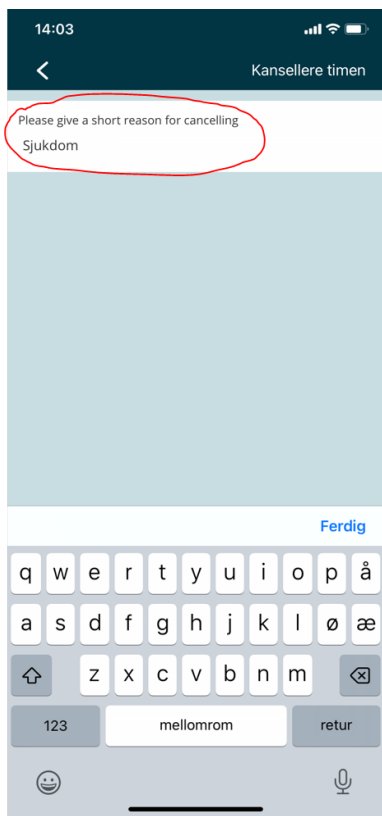 14:03
Kansellere timen
Please give a short reason for cancelling
Sjukdom
Ferdig
q w e r t y u i o p å
a s d f g h j k l ø æ
z x c v b n m
123 mellomrom retur